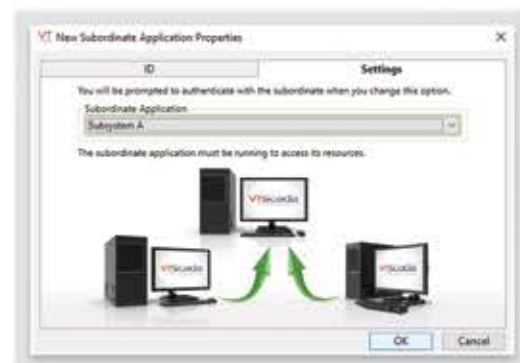 VT New Subordinate Application Properties
ID
Settings
You will be prompted to authenticate with the subordinate when you change this option.
Subordinate Application
Subsystem A
The subordinate application must be running to access its resources.
VTScada
VTScada
VTScada
OK
Cancel